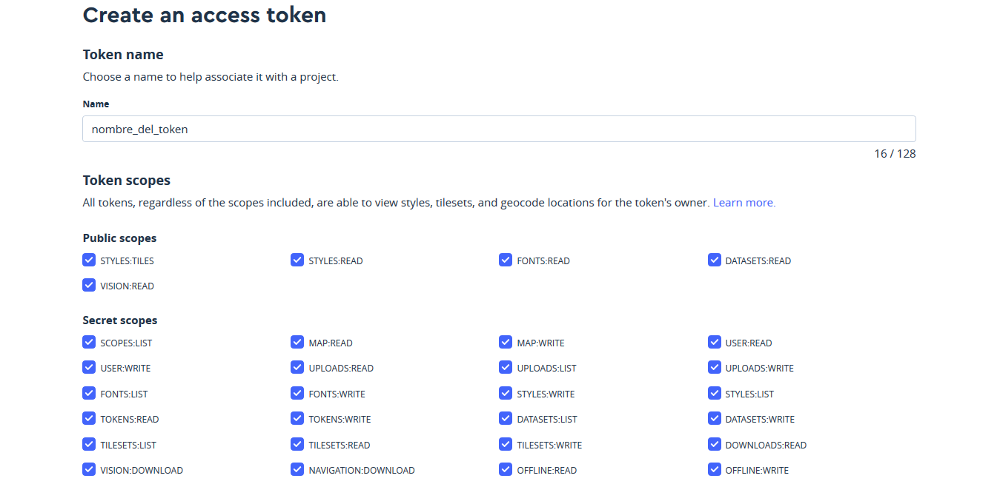 Create an access token
Token name
Choose a name to help associate it with a project.
Name
nombre_del_token
16 / 128
Token scopes
All tokens, regardless of the scopes included, are able to view styles, tilesets, and geocode locations for the token's owner. Learn more.
Public scopes
STYLES:TILES STYLES:READ FONTS:READ DATASETS:READ
VISION:READ
Secret scopes
SCOPES:LIST MAP:READ MAP:WRITE USER:READ
USER:WRITE UPLOADS:READ UPLOADS:LIST UPLOADS:WRITE
FONTS:LIST FONTS:WRITE STYLES:WRITE STYLES:LIST
TOKENS:READ TOKENS:WRITE DATASETS:LIST DATASETS:WRITE
TILESETS:LIST TILESETS:READ TILESETS:WRITE DOWNLOADS:READ
VISION:DOWNLOAD NAVIGATION:DOWNLOAD OFFLINE:READ OFFLINE:WRITE